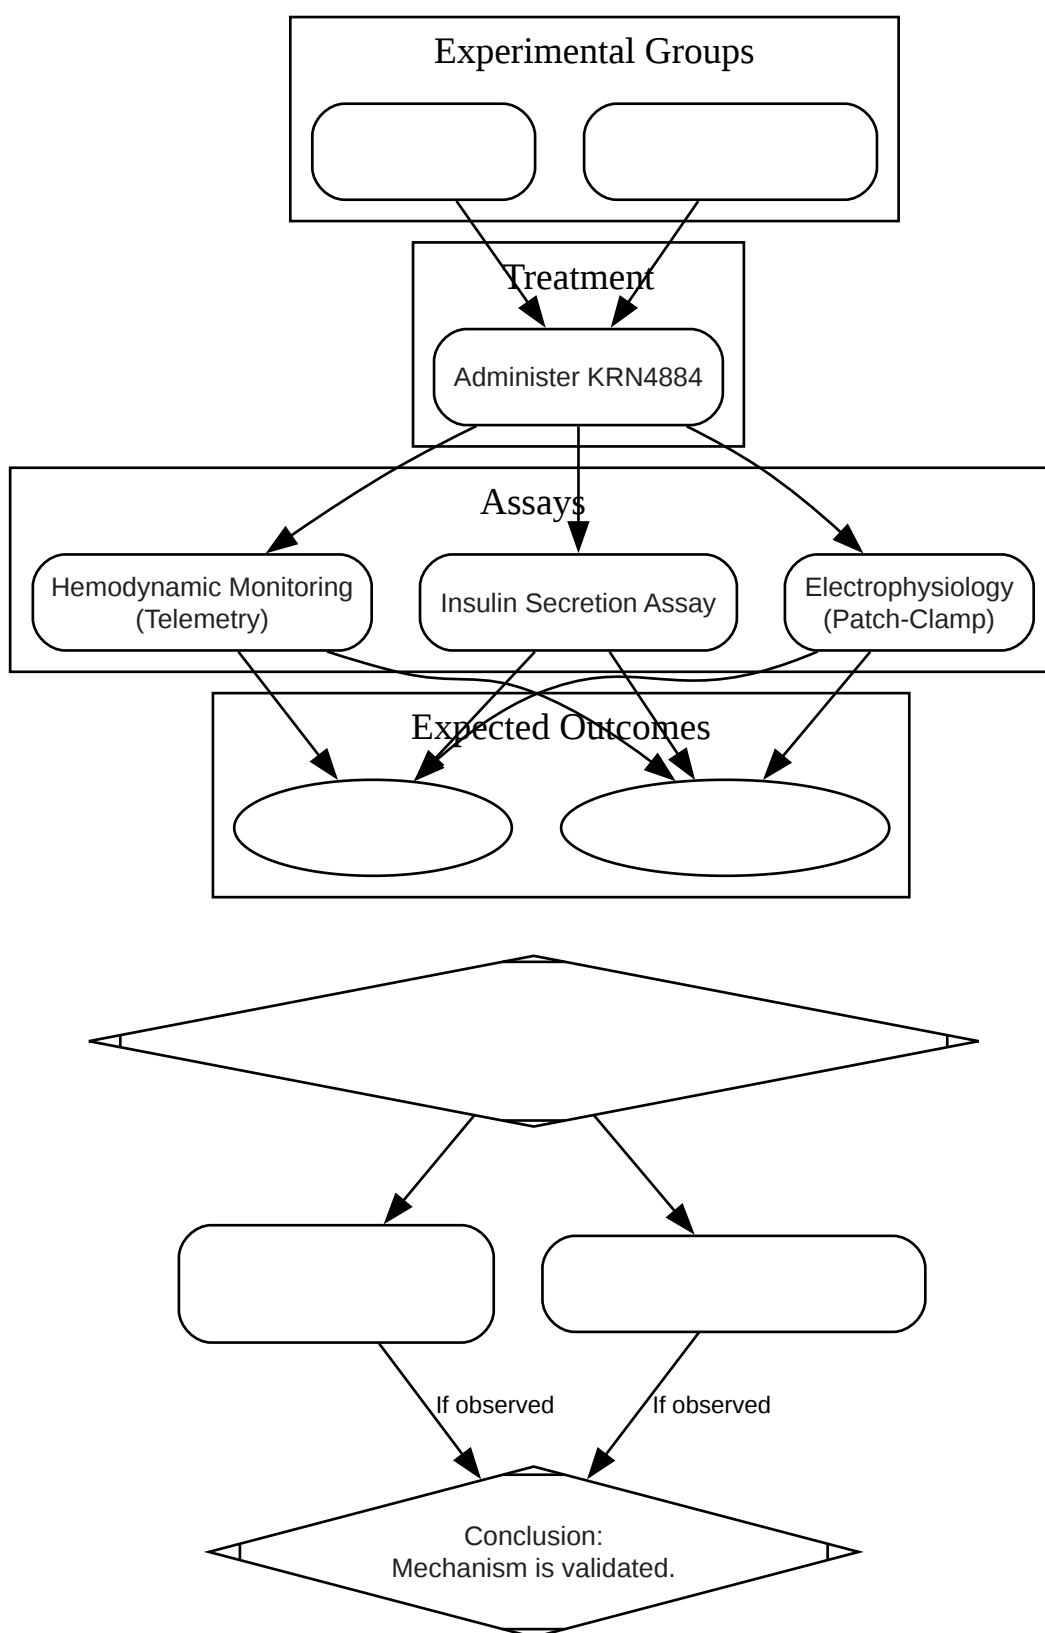 Experimental Groups
Treatment
Administer KRN4884
Assays
Hemodynamic Monitoring
(Telemetry)
Insulin Secretion Assay
Electrophysiology
(Patch-Clamp)
Expected Outcomes
If observed
If observed
Conclusion:
Mechanism is validated.